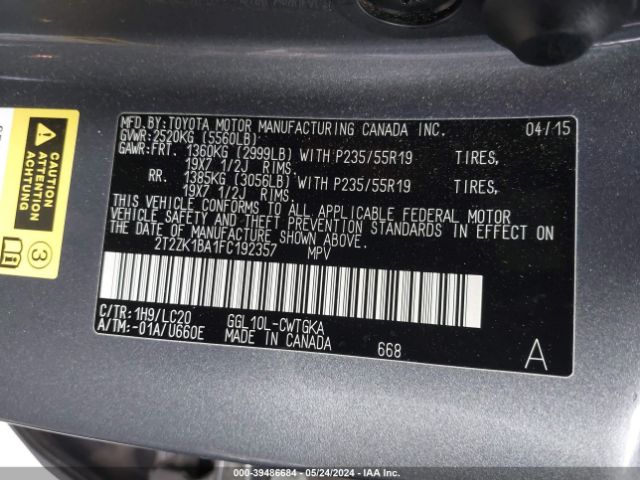 MFD.BY: TOYOTA MOTOR MANUFACTURING CANADA INC. 04/15
GVWR: 2520KG (5560LB)
GAWR: FRT. 1360KG (2999LB) WITH P235/55R19 TIRES,
19X7 1/2J RIMS.
RR. 1385KG (3056LB) WITH P235/55R19 TIRES,
19X7 1/2J RIMS.
THIS VEHICLE CONFORMS TO ALL APPLICABLE FEDERAL MOTOR
VEHICLE SAFETY AND THEFT PREVENTION STANDARDS IN EFFECT ON
THE DATE OF MANUFACTURE SHOWN ABOVE.
2T2ZK1BA1FC192357 MPV
C/TR: 1H9/LC20 GGL10L-CWTGKA
A/TM: -01A/U660E MADE IN CANADA
668
A
CAUTION
ATTENTION
ACHTUNG
3
IAA ONLINE AUCTION # - 39486684 - 05/24/2024 - IAA Inc.